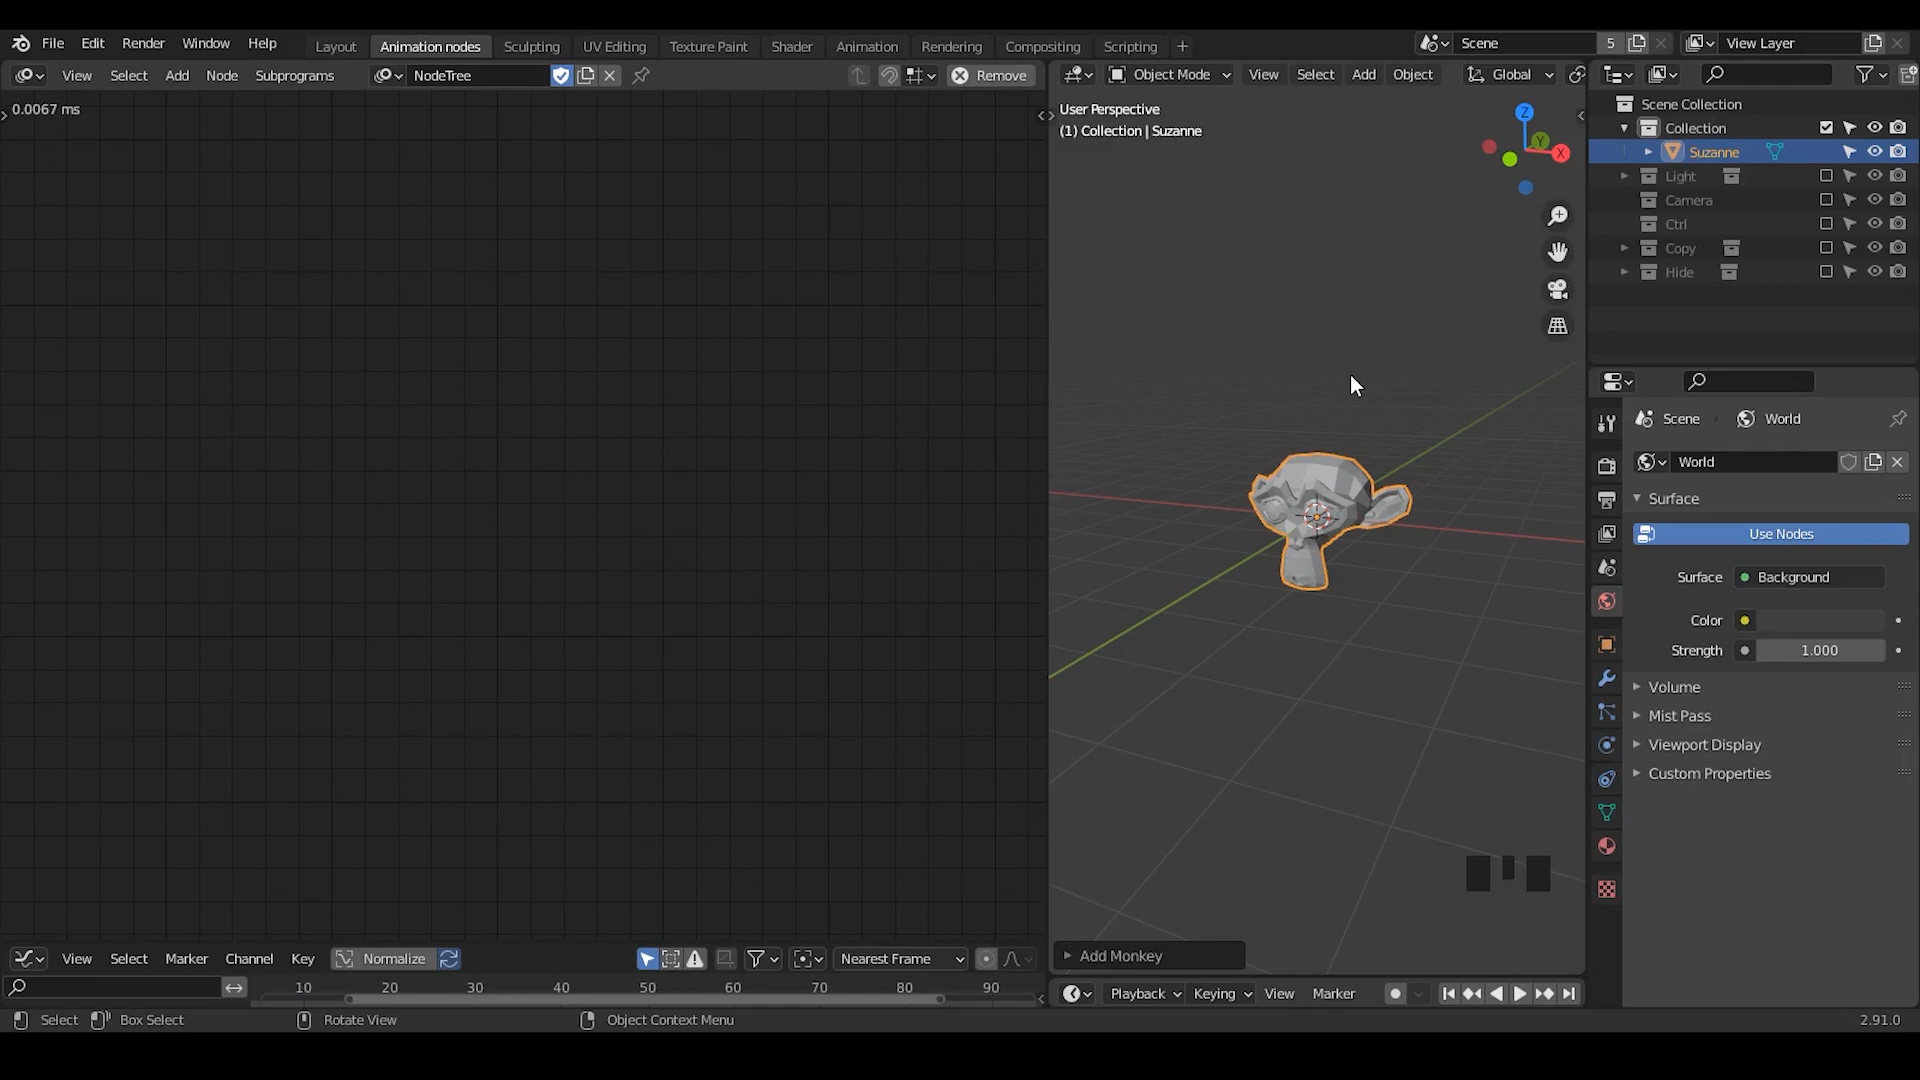 File Edit Render Window Help Layout Animation nodes Sculpting UV Editing Texture Paint Shader Animation Rendering Compositing Scripting + Scene 5 View Layer
View Select Add Node Subprograms NodeTree Remove Object Mode View Select Add Object Global
0.0067 ms
User Perspective
(1) Collection | Suzanne
Z
Y
X
Scene Collection
Collection
Suzanne
Light
Camera
Ctrl
Copy
Hide
Scene World
World
Surface
Use Nodes
Surface Background
Color
Strength 1.000
Volume
Mist Pass
Viewport Display
Custom Properties
Add Monkey
View Select Marker Channel Key Normalize Nearest Frame
10 20 30 40 50 60 70 80 90
Playback Keying View Marker
Select Box Select Rotate View Object Context Menu 2.91.0